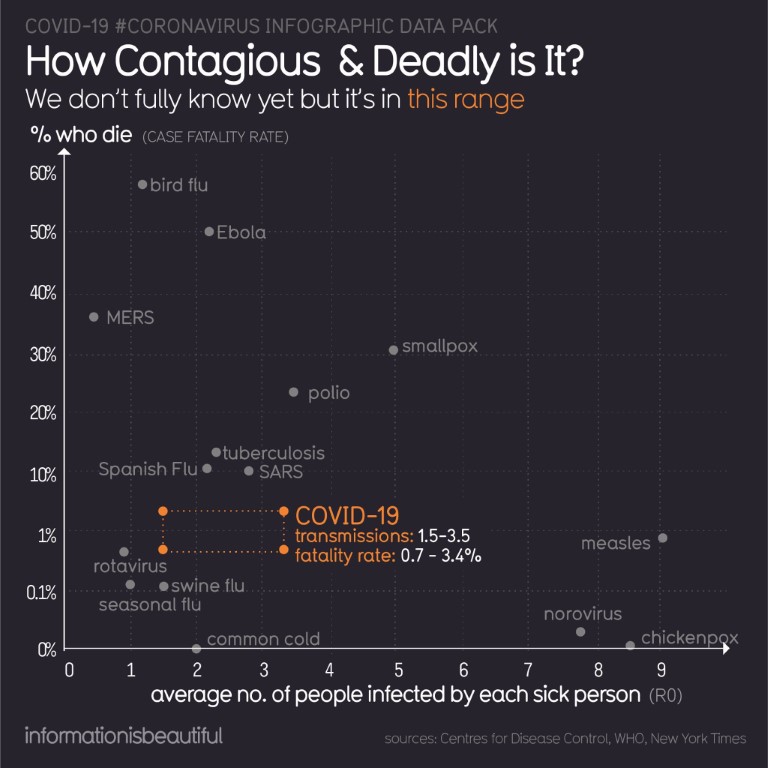 COVID-19 #CORONAVIRUS INFOGRAPHIC DATA PACK
How Contagious & Deadly is It?
We don't fully know yet but it's in this range
% who die (CASE FATALITY RATE)
60%
bird flu
50%
Ebola
40%
MERS
smallpox
30%
polio
20%
tuberculosis
Spanish Flu
SARS
10%
COVID-19
transmissions: 1.5-3.5
1%
measles
fatality rate: 0.7 - 3.4%
rotavirus
swine flu
0.1%
seasonal flu
norovirus
common cold
chickenpox
0%
0 1 2 3 4 5 6 7 8 9
average no. of people infected by each sick person (R0)
informationisbeautiful
sources: Centres for Disease Control, WHO, New York Times